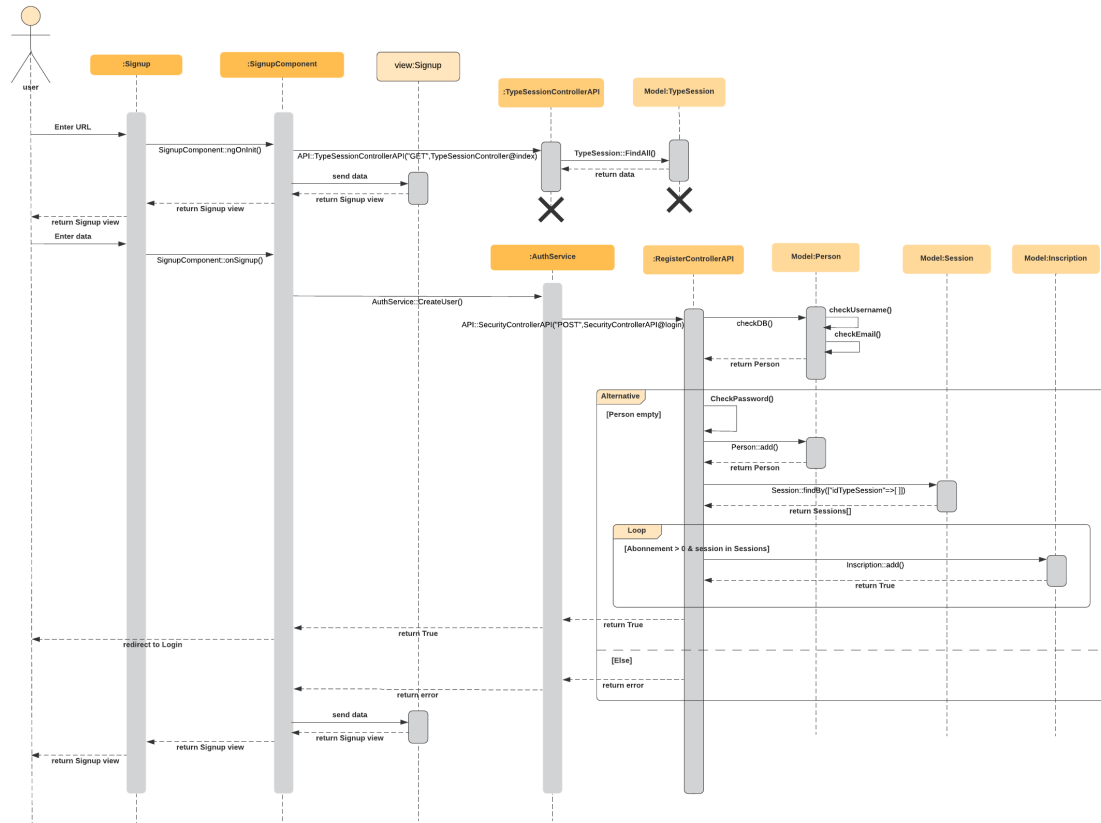 user
:Signup
:SignupComponent
view:Signup
:TypeSessionControllerAPI
Model:TypeSession
Enter URL
SignupComponent::ngOnInit()
API::TypeSessionControllerAPI("GET",TypeSessionController@index)
TypeSession::FindAll()
return data
send data
return Signup view
return Signup view
return Signup view
Enter data
SignupComponent::onSignup()
:AuthService
:RegisterControllerAPI
Model:Person
Model:Session
Model:Inscription
AuthService::CreateUser()
API::SecurityControllerAPI("POST",SecurityControllerAPI@login)
checkDB()
checkUsername()
checkEmail()
return Person
Alternative
[Person empty]
CheckPassword()
Person::add()
return Person
Session::findBy(["idTypeSession"=>[ ]])
return Sessions[]
Loop
[Abonnement > 0 & session in Sessions]
Inscription::add()
return True
return True
return True
redirect to Login
[Else]
return error
return error
send data
return Signup view
return Signup view
return Signup view